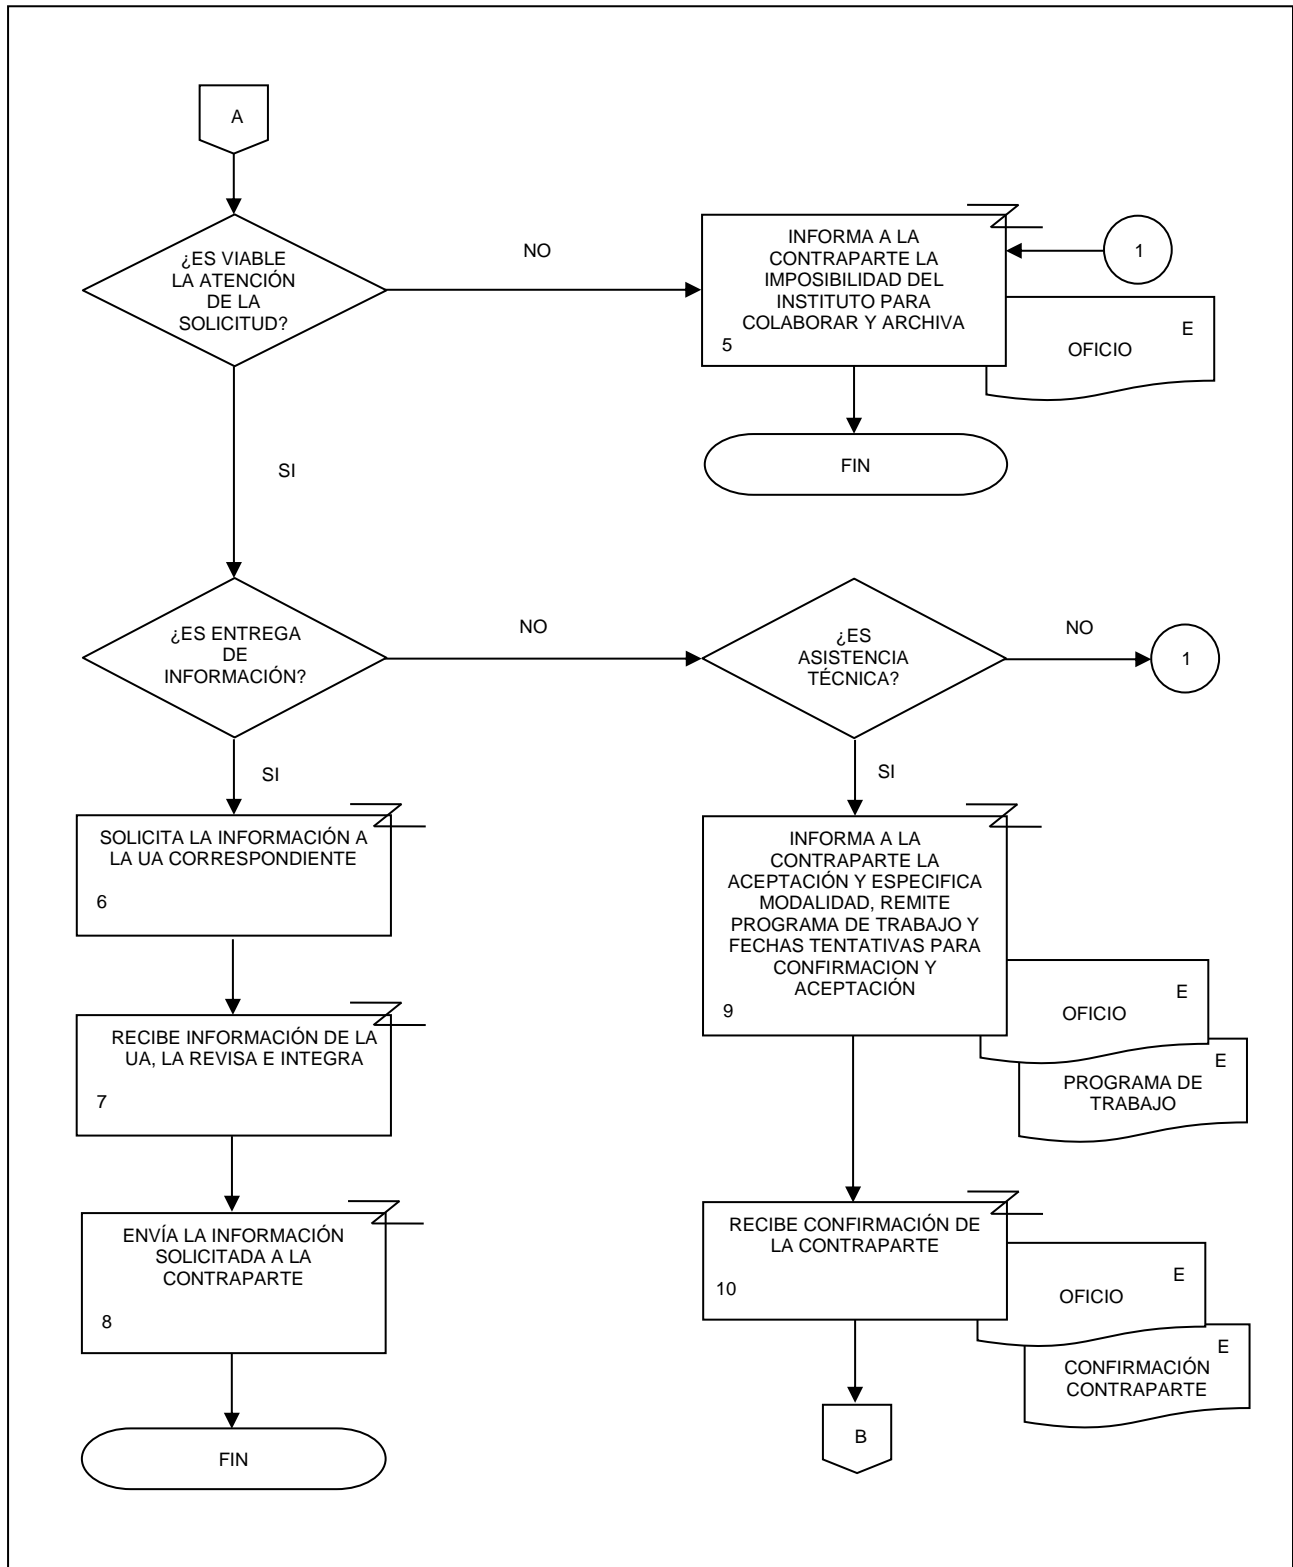 A
¿ES VIABLE
LA ATENCIÓN
DE LA
SOLICITUD?
NO
INFORMA A LA
CONTRAPARTE LA
IMPOSIBILIDAD DEL
INSTITUTO PARA
COLABORAR Y ARCHIVA
5
1
E
OFICIO
FIN
SI
¿ES ENTREGA
DE
INFORMACIÓN?
NO
¿ES
ASISTENCIA
TÉCNICA?
NO
1
SI
SOLICITA LA INFORMACIÓN A
LA UA CORRESPONDIENTE
6
RECIBE INFORMACIÓN DE LA
UA, LA REVISA E INTEGRA
7
ENVÍA LA INFORMACIÓN
SOLICITADA A LA
CONTRAPARTE
8
FIN
SI
INFORMA A LA
CONTRAPARTE LA
ACEPTACIÓN Y ESPECIFICA
MODALIDAD, REMITE
PROGRAMA DE TRABAJO Y
FECHAS TENTATIVAS PARA
CONFIRMACION Y
ACEPTACIÓN
9
E
OFICIO
E
PROGRAMA DE
TRABAJO
RECIBE CONFIRMACIÓN DE
LA CONTRAPARTE
10
E
OFICIO
E
CONFIRMACIÓN
CONTRAPARTE
B